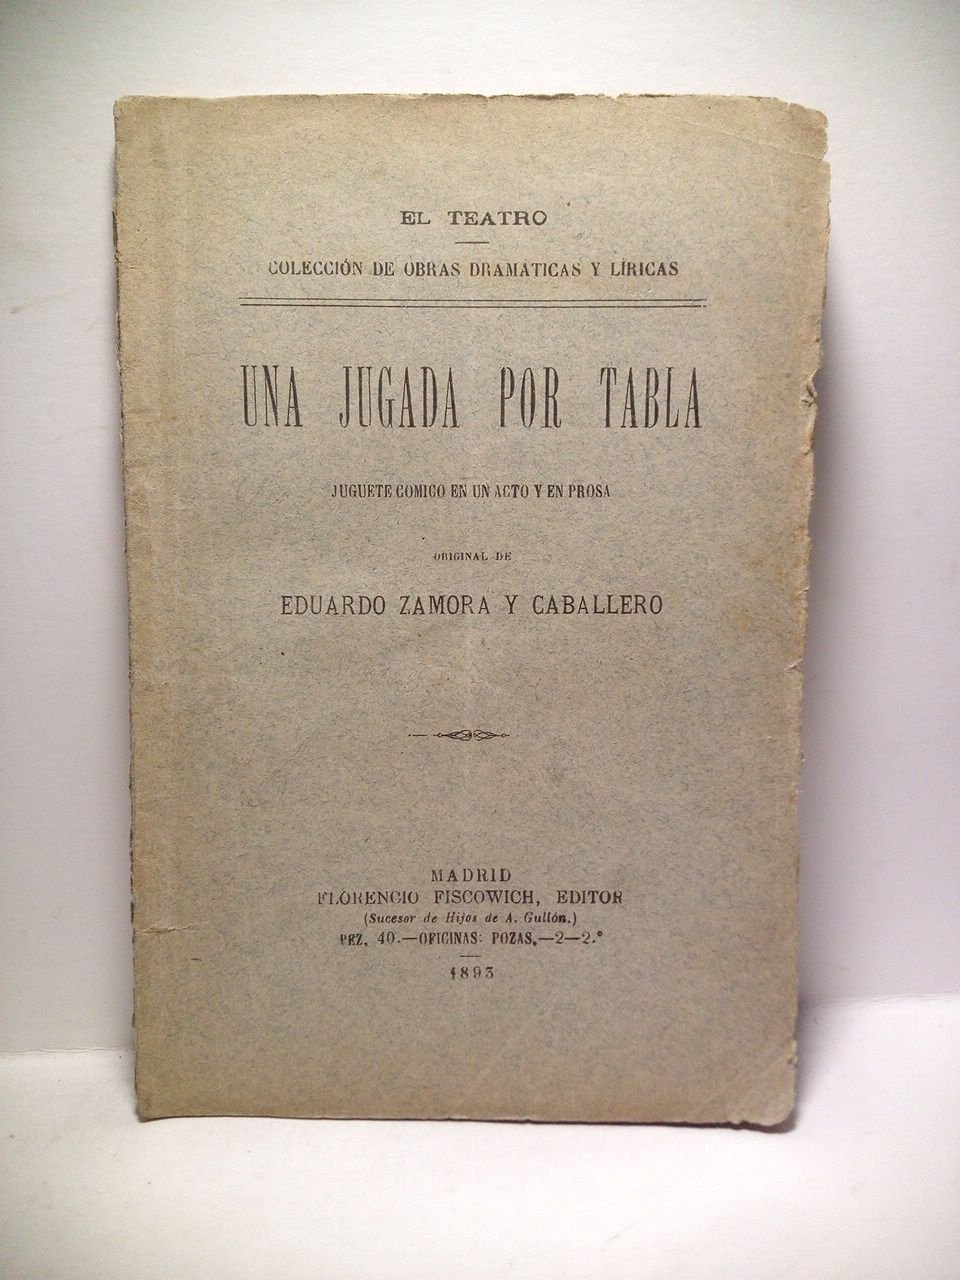 EL TEATRO
COLECCIÓN DE OBRAS DRAMATICAS Y LÍRICAS
UNA JUGADA POR TABLA
JUGUETE COMICO EN UN ACTO Y EN PROSA
ORIGINAL DE
EDUARDO ZAMORA Y CABALLERO
MADRID
FLORENCIO FISCOWICH, EDITOR
(Sucesor de Hijos de A. Gullón.)
PEZ, 40.—OFICINAS: POZAS,—2—2.º
1893